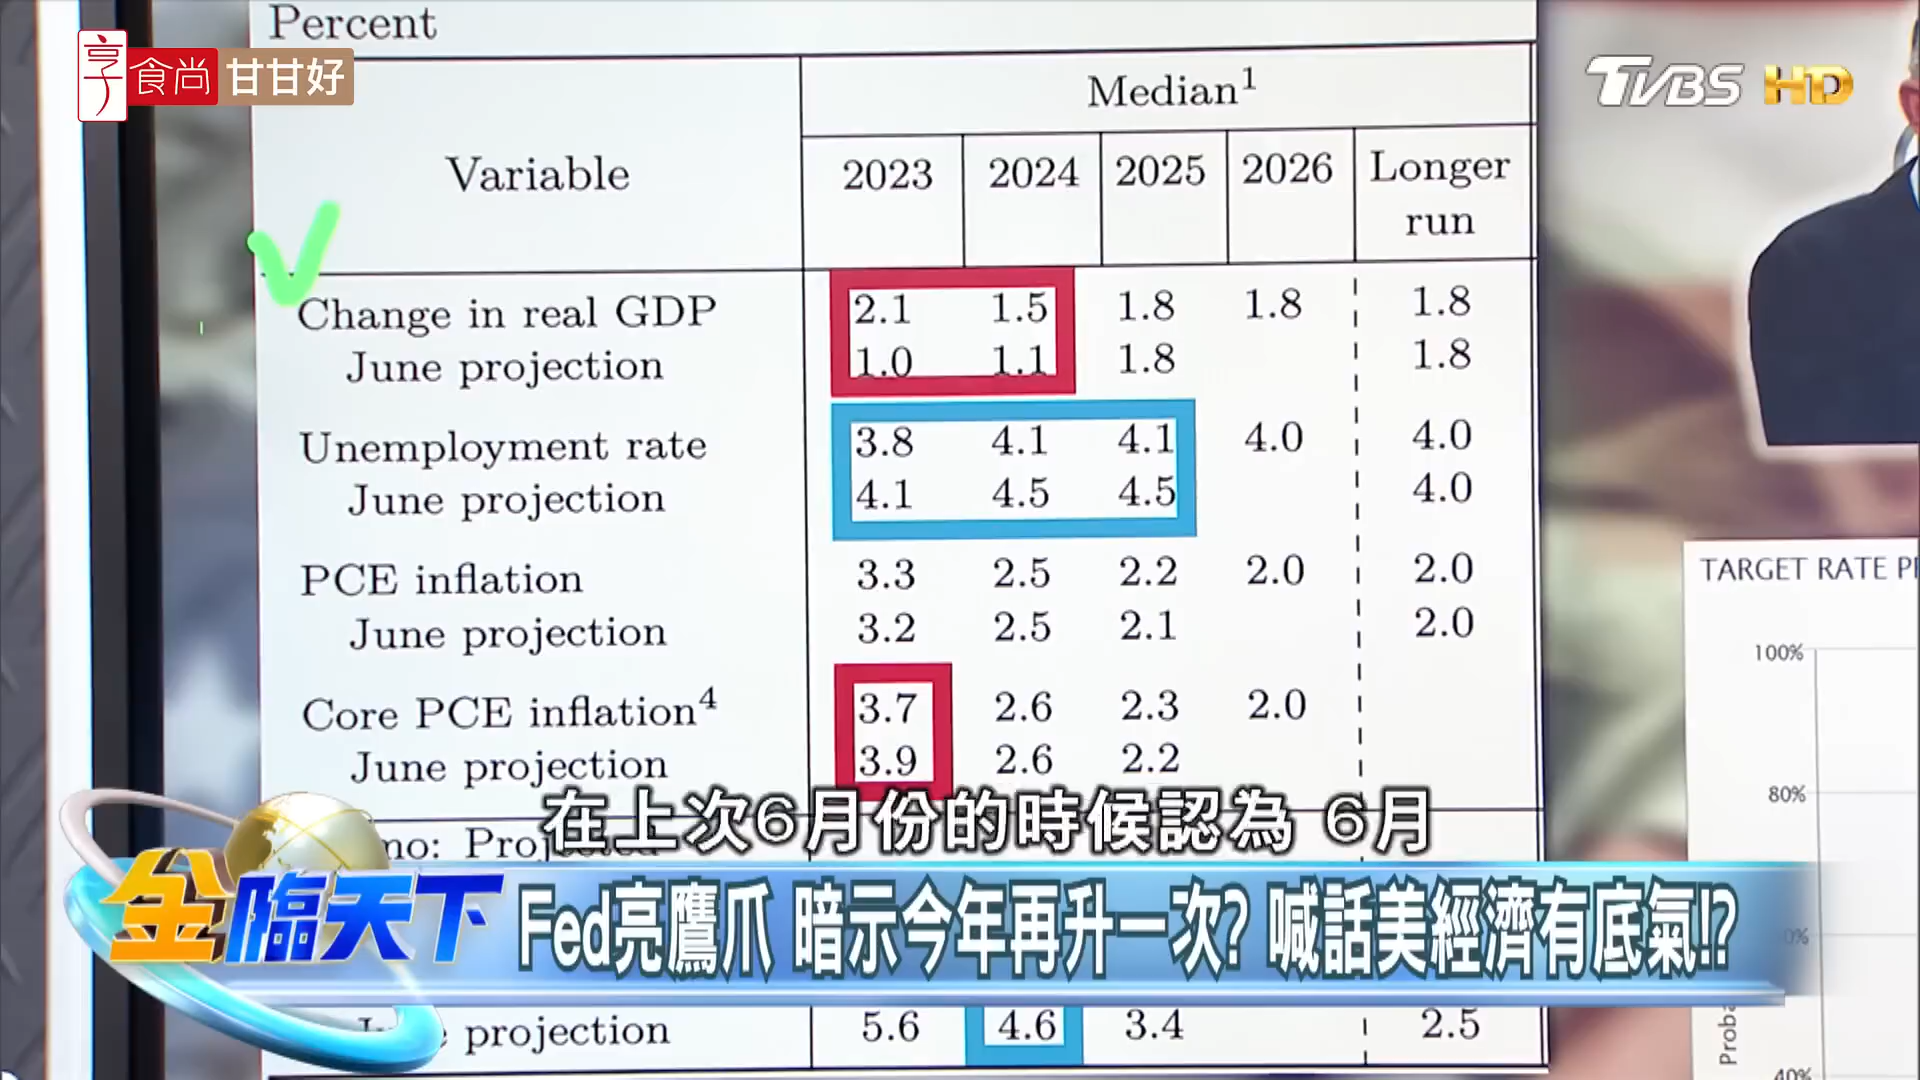 Percent
享 食尚 甘甘好
TVBS HD
Median¹
Variable 2023 2024 2025 2026 Longer run
Change in real GDP 2.1 1.5 1.8 1.8 1.8
June projection 1.0 1.1 1.8 1.8
Unemployment rate 3.8 4.1 4.1 4.0 4.0
June projection 4.1 4.5 4.5 4.0
PCE inflation 3.3 2.5 2.2 2.0 2.0
June projection 3.2 2.5 2.1 2.0
Core PCE inflation⁴ 3.7 2.6 2.3 2.0
June projection 3.9 2.6 2.2
TARGET RATE
100%
80%
40%
在上次6月份的時候認為 6月
金臨天下
Fed亮鷹爪 暗示今年再升一次? 喊話美經濟有底氣!?
projection 5.6 4.6 3.4 2.5